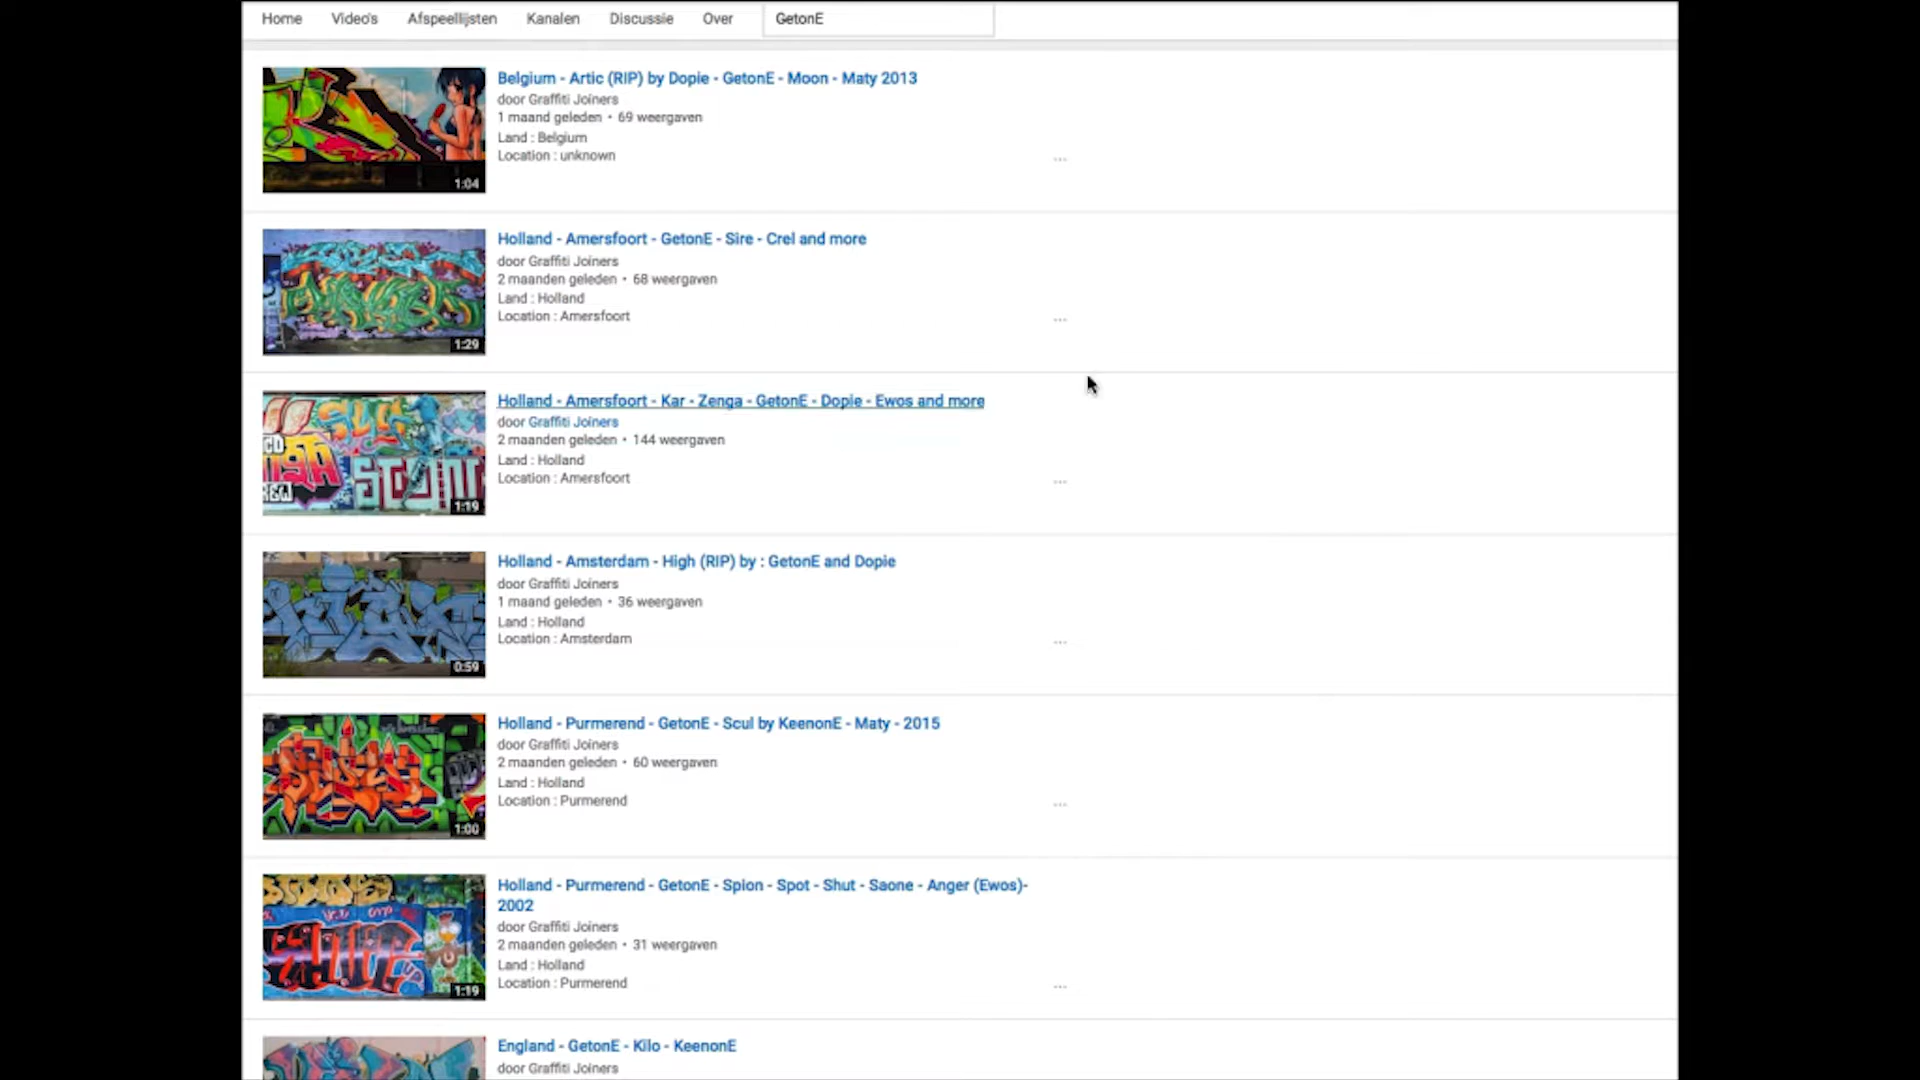 Home Video's Afspeellijsten Kanalen Discussie Over GetonE
Belgium - Artic (RIP) by Dopie - GetonE - Moon - Maty 2013
door Graffiti Joiners
1 maand geleden • 69 weergaven
Land : Belgium
Location : unknown
...
1:04
Holland - Amersfoort - GetonE - Sire - Crel and more
door Graffiti Joiners
2 maanden geleden • 68 weergaven
Land : Holland
Location : Amersfoort
...
1:29
Holland - Amersfoort - Kar - Zenga - GetonE - Dopie - Ewos and more
door Graffiti Joiners
2 maanden geleden • 144 weergaven
Land : Holland
Location : Amersfoort
...
1:19
Holland - Amsterdam - High (RIP) by : GetonE and Dopie
door Graffiti Joiners
1 maand geleden • 36 weergaven
Land : Holland
Location : Amsterdam
...
0:59
Holland - Purmerend - GetonE - Scul by KeenonE - Maty - 2015
door Graffiti Joiners
2 maanden geleden • 60 weergaven
Land : Holland
Location : Purmerend
...
1:00
Holland - Purmerend - GetonE - Spion - Spot - Shut - Saone - Anger (Ewos)-
2002
door Graffiti Joiners
2 maanden geleden • 31 weergaven
Land : Holland
Location : Purmerend
...
1:19
England - GetonE - Kilo - KeenonE
door Graffiti Joiners